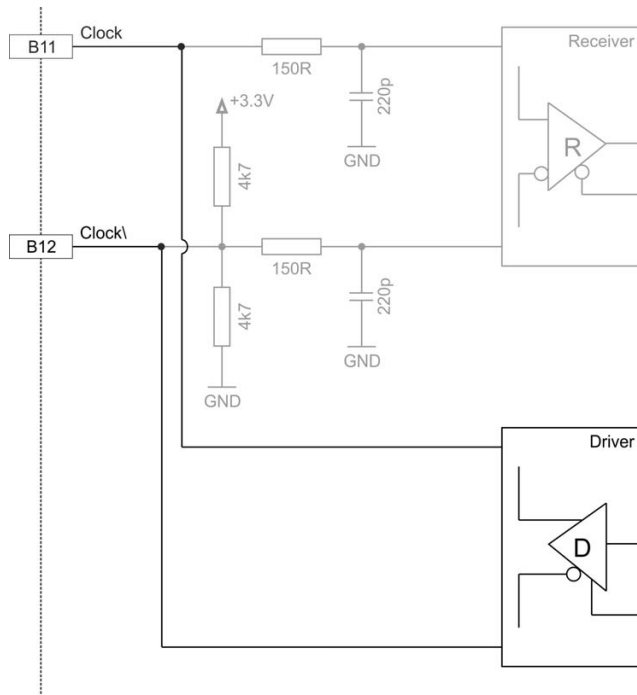 B11
Clock
150R
220p
GND
Receiver
R
+3.3V
4k7
B12
Clock\
150R
220p
GND
4k7
GND
Driver
D